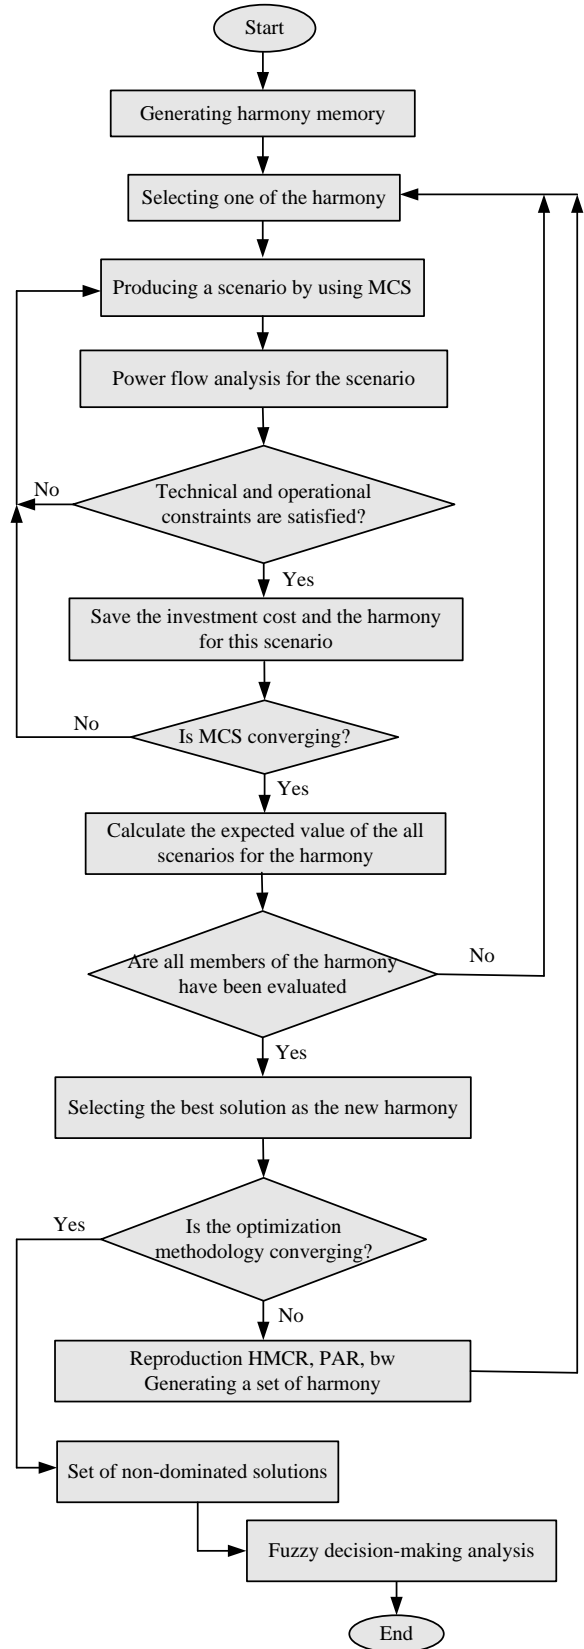 Start
Generating harmony memory
Selecting one of the harmony
Producing a scenario by using MCS
Power flow analysis for the scenario
No
Technical and operational
constraints are satisfied?
Yes
Save the investment cost and the harmony
for this scenario
No
Is MCS converging?
Yes
Calculate the expected value of the all
scenarios for the harmony
Are all members of the harmony
have been evaluated
No
Yes
Selecting the best solution as the new harmony
Yes
Is the optimization
methodology converging?
No
Reproduction HMCR, PAR, bw
Generating a set of harmony
Set of non-dominated solutions
Fuzzy decision-making analysis
End